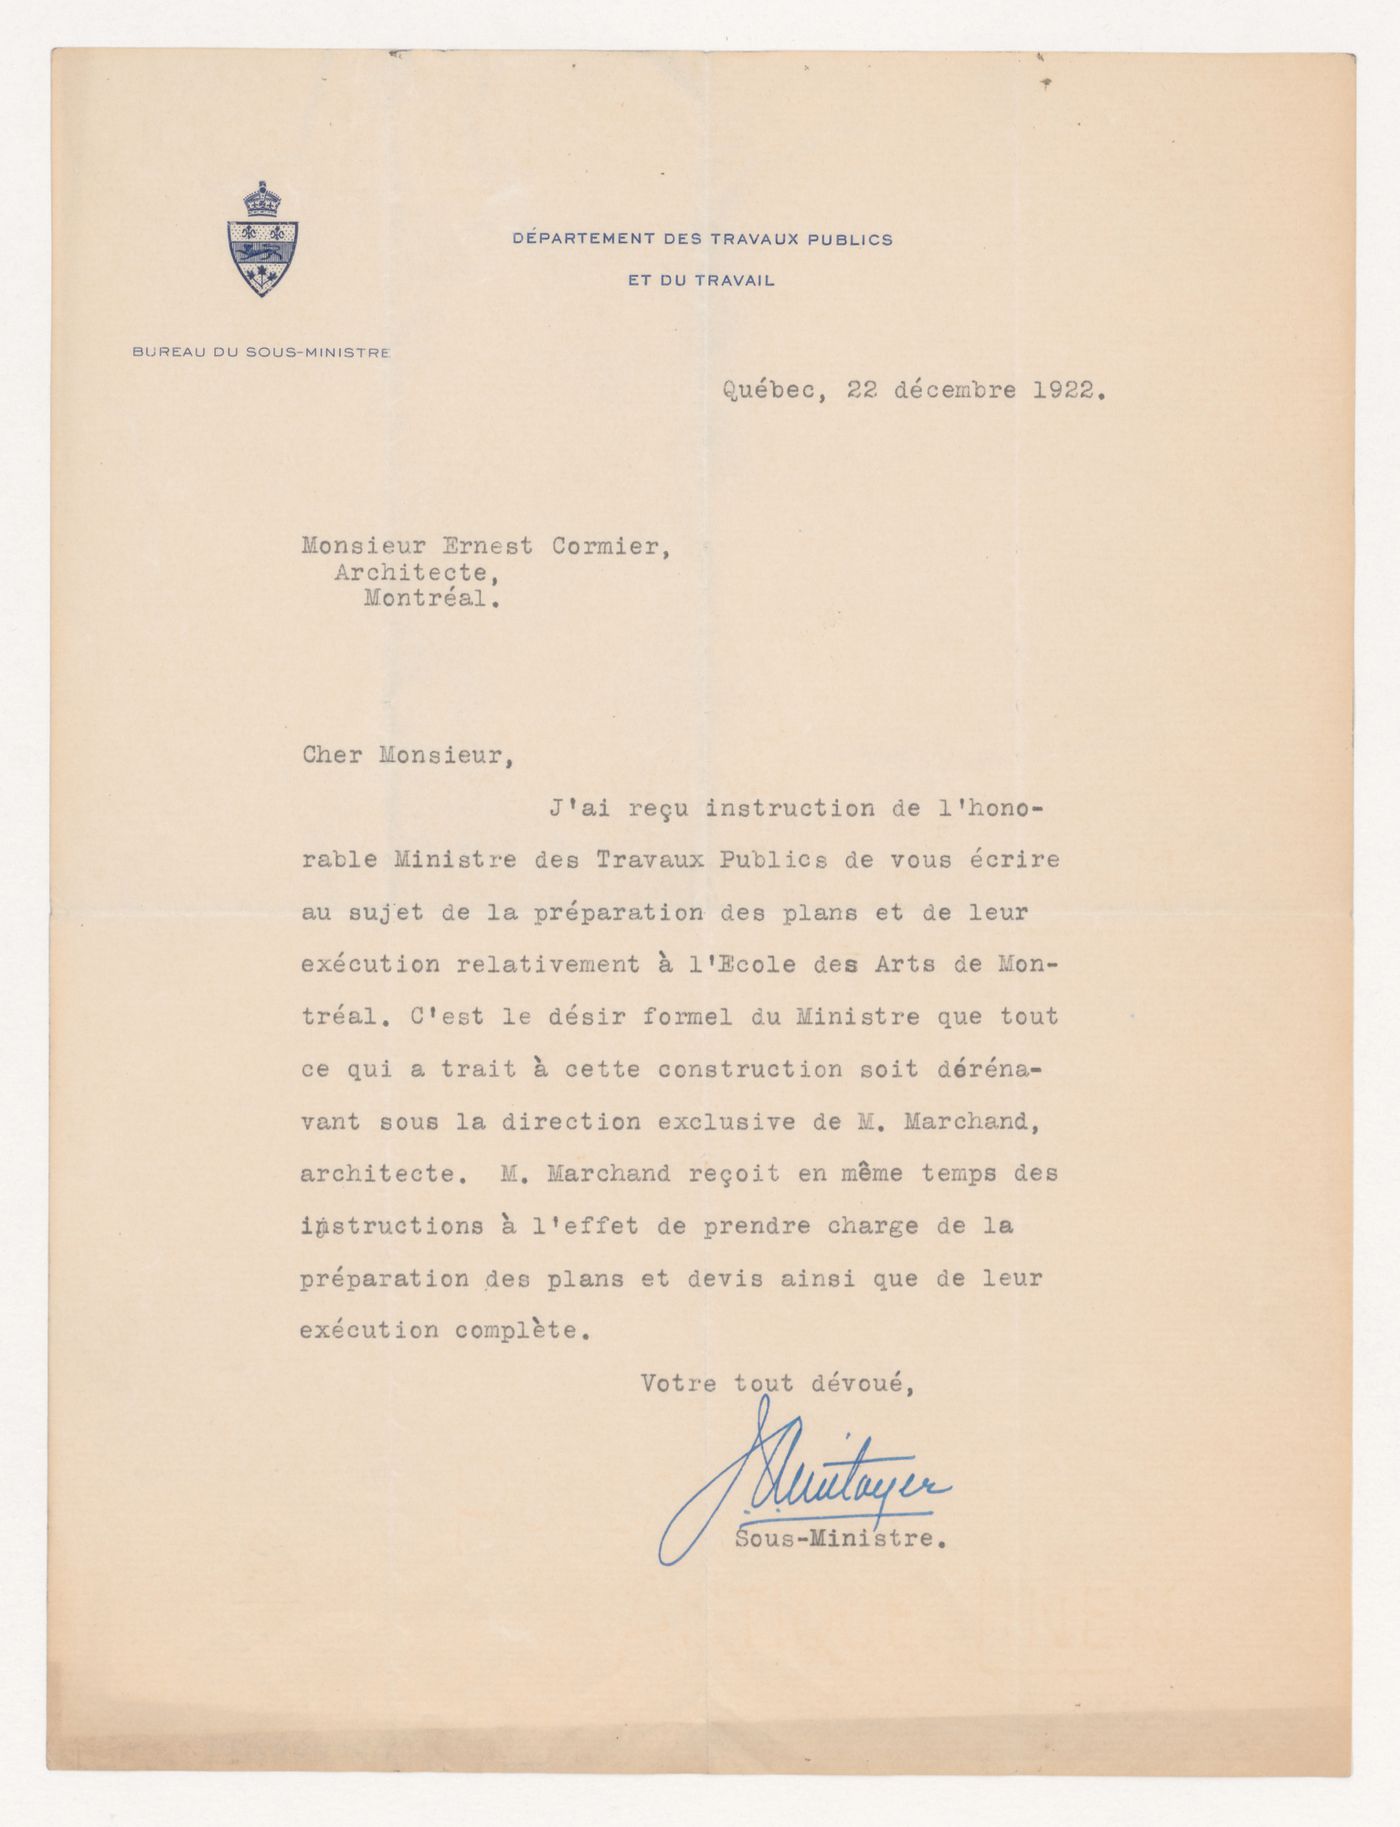 DÉPARTEMENT DES TRAVAUX PUBLICS
ET DU TRAVAIL
BUREAU DU SOUS-MINISTRE
Québec, 22 décembre 1922.
Monsieur Ernest Cormier,
Architecte,
Montréal.
Cher Monsieur,
J'ai reçu instruction de l'hono-
rable Ministre des Travaux Publics de vous écrire
au sujet de la préparation des plans et de leur
exécution relativement à l'Ecole des Arts de Mon-
tréal. C'est le désir formel du Ministre que tout
ce qui a trait à cette construction soit déréna-
vant sous la direction exclusive de M. Marchand,
architecte. M. Marchand reçoit en même temps des
instructions à l'effet de prendre charge de la
préparation des plans et devis ainsi que de leur
exécution complète.
Votre tout dévoué,
Sous-Ministre.